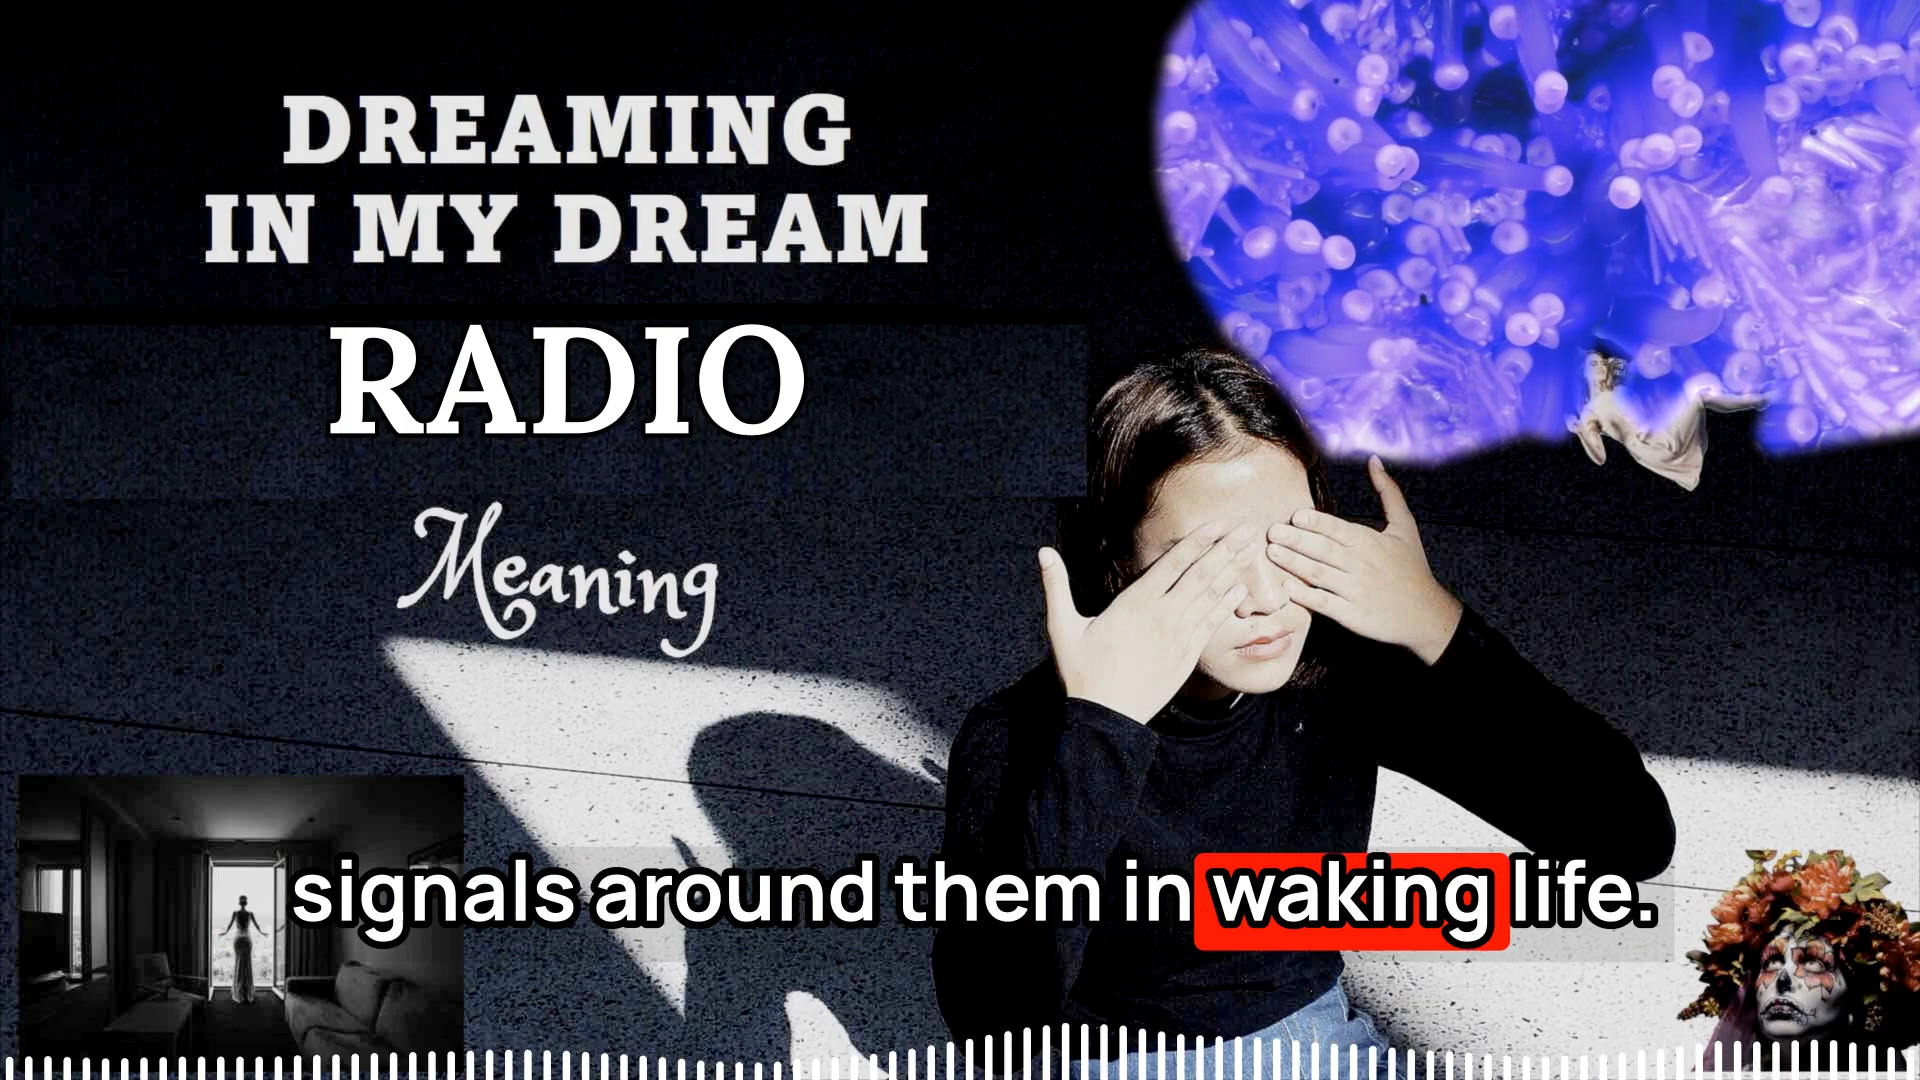 DREAMING
IN MY DREAM
RADIO
Meaning
signals around them in waking life.